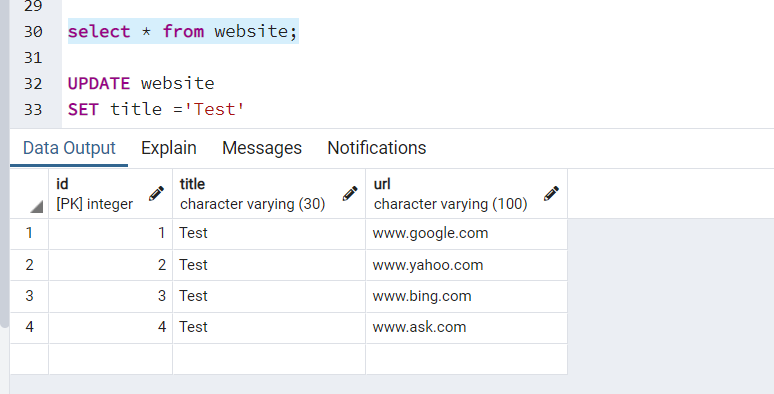 29
30 select * from website;
31
32 UPDATE website
33 SET title ='Test'
Data Output Explain Messages Notifications
id title url
[PK] integer character varying (30) character varying (100)
1 1 Test www.google.com
2 2 Test www.yahoo.com
3 3 Test www.bing.com
4 4 Test www.ask.com